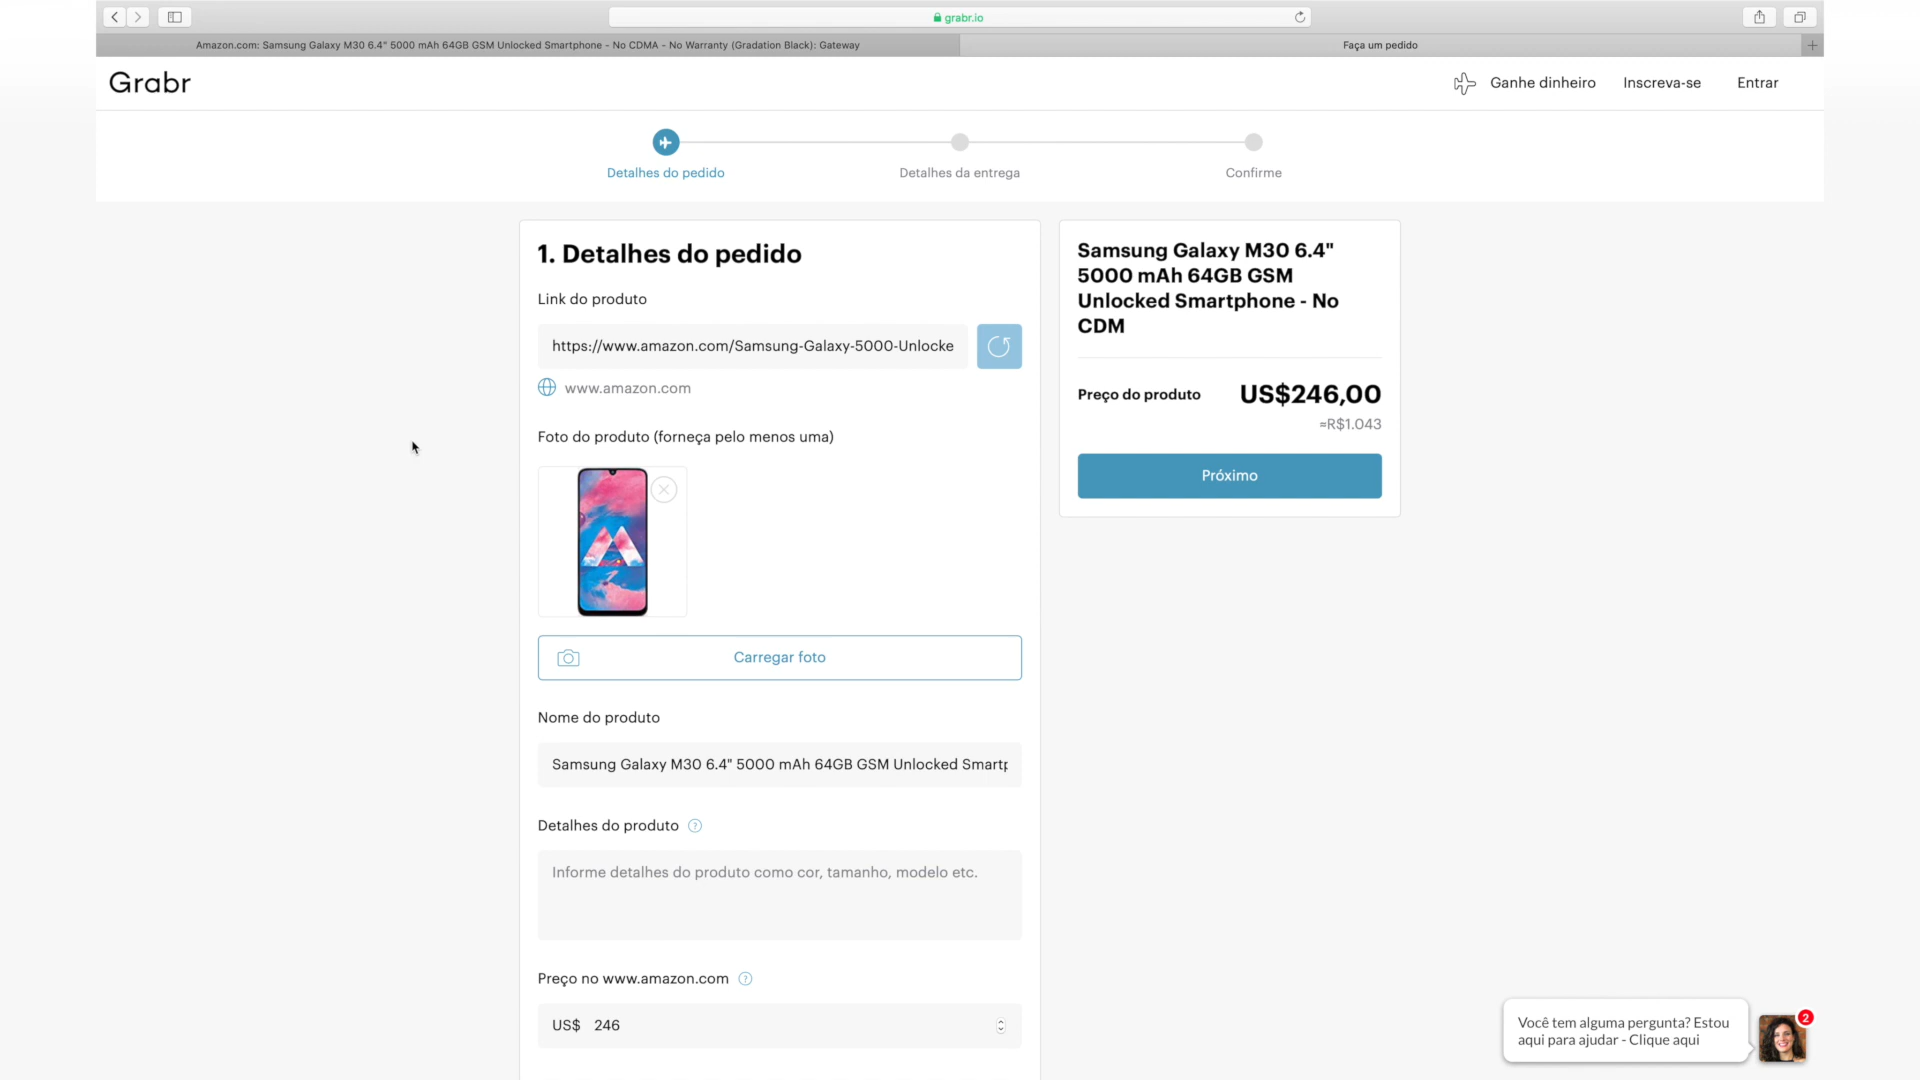 grabr.io
Amazon.com: Samsung Galaxy M30 6.4" 5000 mAh 64GB GSM Unlocked Smartphone - No CDMA - No Warranty (Gradation Black): Gateway
Faça um pedido
Grabr
Ganhe dinheiro
Inscreva-se
Entrar
Detalhes do pedido
Detalhes da entrega
Confirme
1. Detalhes do pedido
Link do produto
https://www.amazon.com/Samsung-Galaxy-5000-Unlocke
www.amazon.com
Foto do produto (forneça pelo menos uma)
Carregar foto
Nome do produto
Samsung Galaxy M30 6.4" 5000 mAh 64GB GSM Unlocked Smartp
Detalhes do produto ?
Informe detalhes do produto como cor, tamanho, modelo etc.
Preço no www.amazon.com ?
US$ 246
Samsung Galaxy M30 6.4"
5000 mAh 64GB GSM
Unlocked Smartphone - No
CDM
Preço do produto US$246,00
≈R$1.043
Próximo
Você tem alguma pergunta? Estou
aqui para ajudar - Clique aqui
2